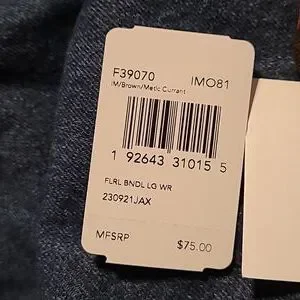 F39070 IMO81
IM/Brown/Metlc Currant
1 92643 31015 5
FLRL BNDL LG WR
230921JAX
MFSRP $75.00